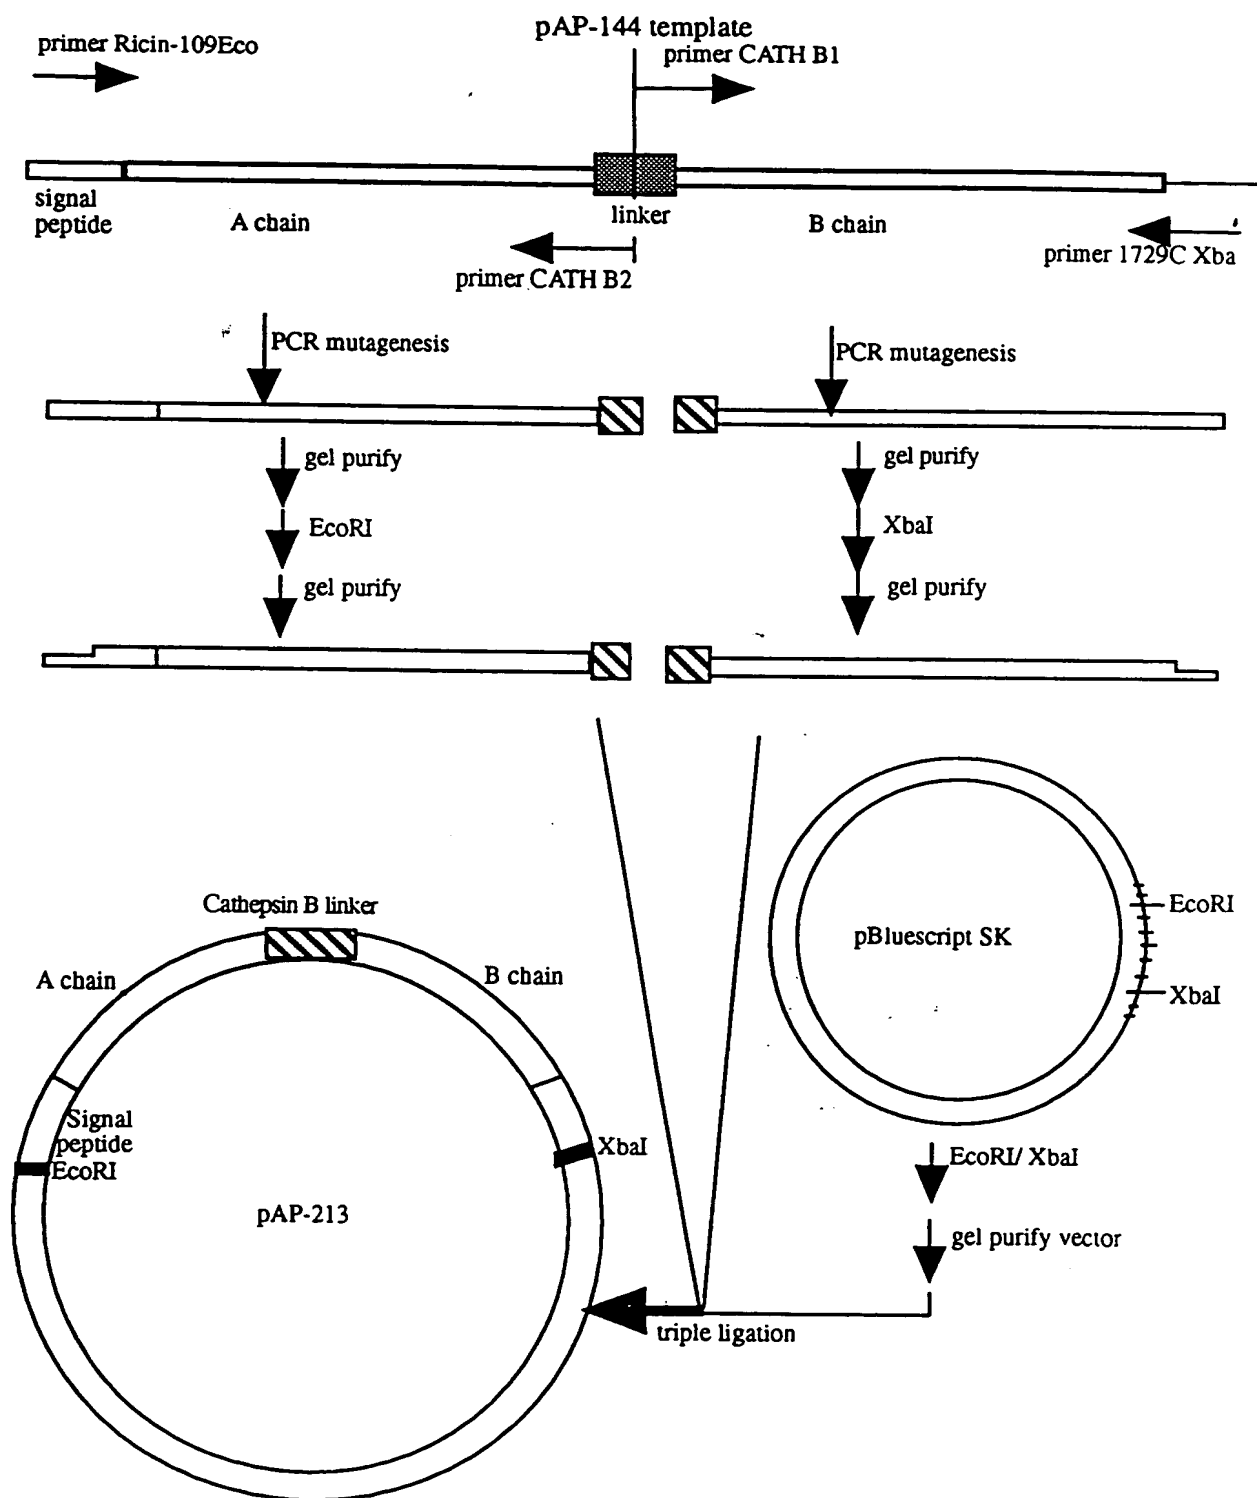 pAP-144 template
primer Ricin-109Eco
primer CATH B1
signal
peptide
A chain
linker
B chain
primer CATH B2
primer 1729C Xba
PCR mutagenesis
PCR mutagenesis
gel purify
gel purify
EcoRI
XbaI
gel purify
gel purify
Cathepsin B linker
A chain
B chain
pBluescript SK
EcoRI
XbaI
Signal
peptide
EcoRI
XbaI
pAP-213
EcoRI/ XbaI
gel purify vector
triple ligation